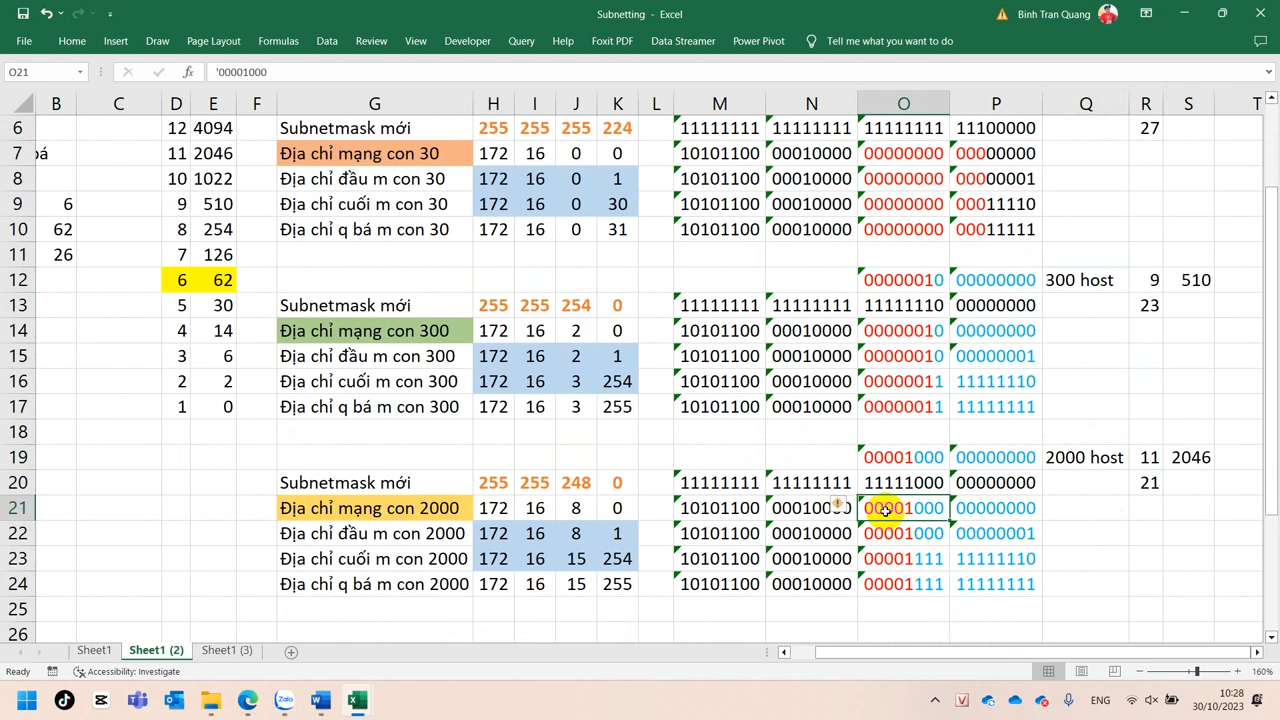 Subnetting - Excel
Binh Tran Quang
File Home Insert Draw Page Layout Formulas Data Review View Developer Query Help Foxit PDF Data Streamer Power Pivot Tell me what you want to do
O21 fx '00001000
B C D E F G H I J K L M N O P Q R S T
6 12 4094 Subnetmask mới 255 255 255 224 11111111 11111111 11111111 11100000 27
7 bá 11 2046 Địa chỉ mạng con 30 172 16 0 0 10101100 00010000 00000000 00000000
8 10 1022 Địa chỉ đầu m con 30 172 16 0 1 10101100 00010000 00000000 00000001
9 6 9 510 Địa chỉ cuối m con 30 172 16 0 30 10101100 00010000 00000000 00011110
10 62 8 254 Địa chỉ q bá m con 30 172 16 0 31 10101100 00010000 00000000 00011111
11 26 7 126
12 6 62 00000010 00000000 300 host 9 510
13 5 30 Subnetmask mới 255 255 254 0 11111111 11111111 11111110 00000000 23
14 4 14 Địa chỉ mạng con 300 172 16 2 0 10101100 00010000 00000010 00000000
15 3 6 Địa chỉ đầu m con 300 172 16 2 1 10101100 00010000 00000010 00000001
16 2 2 Địa chỉ cuối m con 300 172 16 3 254 10101100 00010000 00000011 11111110
17 1 0 Địa chỉ q bá m con 300 172 16 3 255 10101100 00010000 00000011 11111111
18
19 00001000 00000000 2000 host 11 2046
20 Subnetmask mới 255 255 248 0 11111111 11111111 11111000 00000000 21
21 Địa chỉ mạng con 2000 172 16 8 0 10101100 00010000 00001000 00000000
22 Địa chỉ đầu m con 2000 172 16 8 1 10101100 00010000 00001000 00000001
23 Địa chỉ cuối m con 2000 172 16 15 254 10101100 00010000 00001111 11111110
24 Địa chỉ q bá m con 2000 172 16 15 255 10101100 00010000 00001111 11111111
25
26
Sheet1 Sheet1 (2) Sheet1 (3)
Ready Accessibility: Investigate 160%
ENG 10:28
30/10/2023